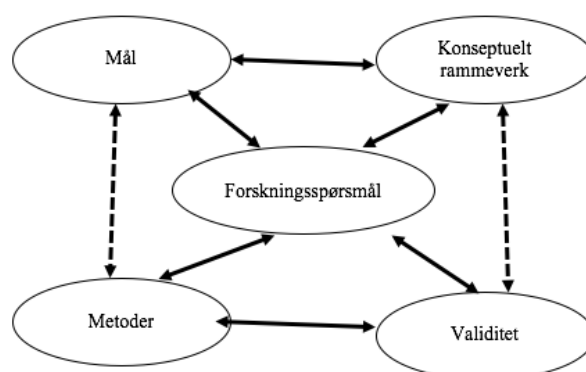 Mål
Konseptuelt
rammeverk
Forskningsspørsmål
Metoder
Validitet